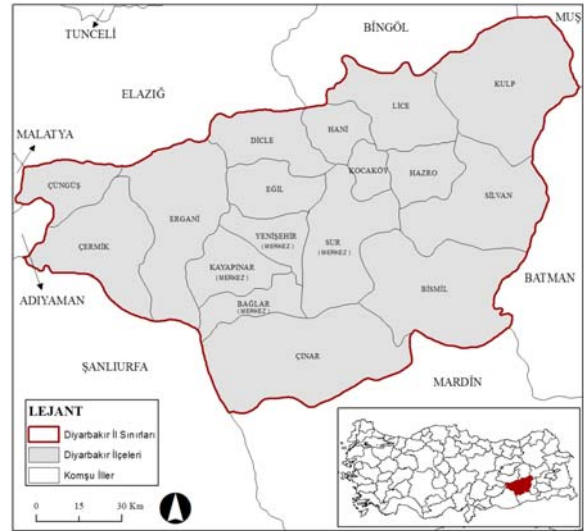 TUNCELİ
BİNGÖL
MUŞ
ELAZIĞ
KULP
LİCE
DİCLE
HANİ
MALATYA
KOCAKÖY
HAZRO
ÇÜNGÜŞ
EĞİL
SİLVAN
ERGANİ
YENİŞEHİR
(MERKEZ)
SUR
(MERKEZ)
ÇERMİK
KAYAPINAR
(MERKEZ)
BATMAN
ADIYAMAN
BAĞLAR
(MERKEZ)
BİSMİL
ÇINAR
ŞANLIURFA
MARDİN
LEJANT
Diyarbakır İl Sınırları
Diyarbakır İlçeleri
Komşu İller
0 15 30 Km